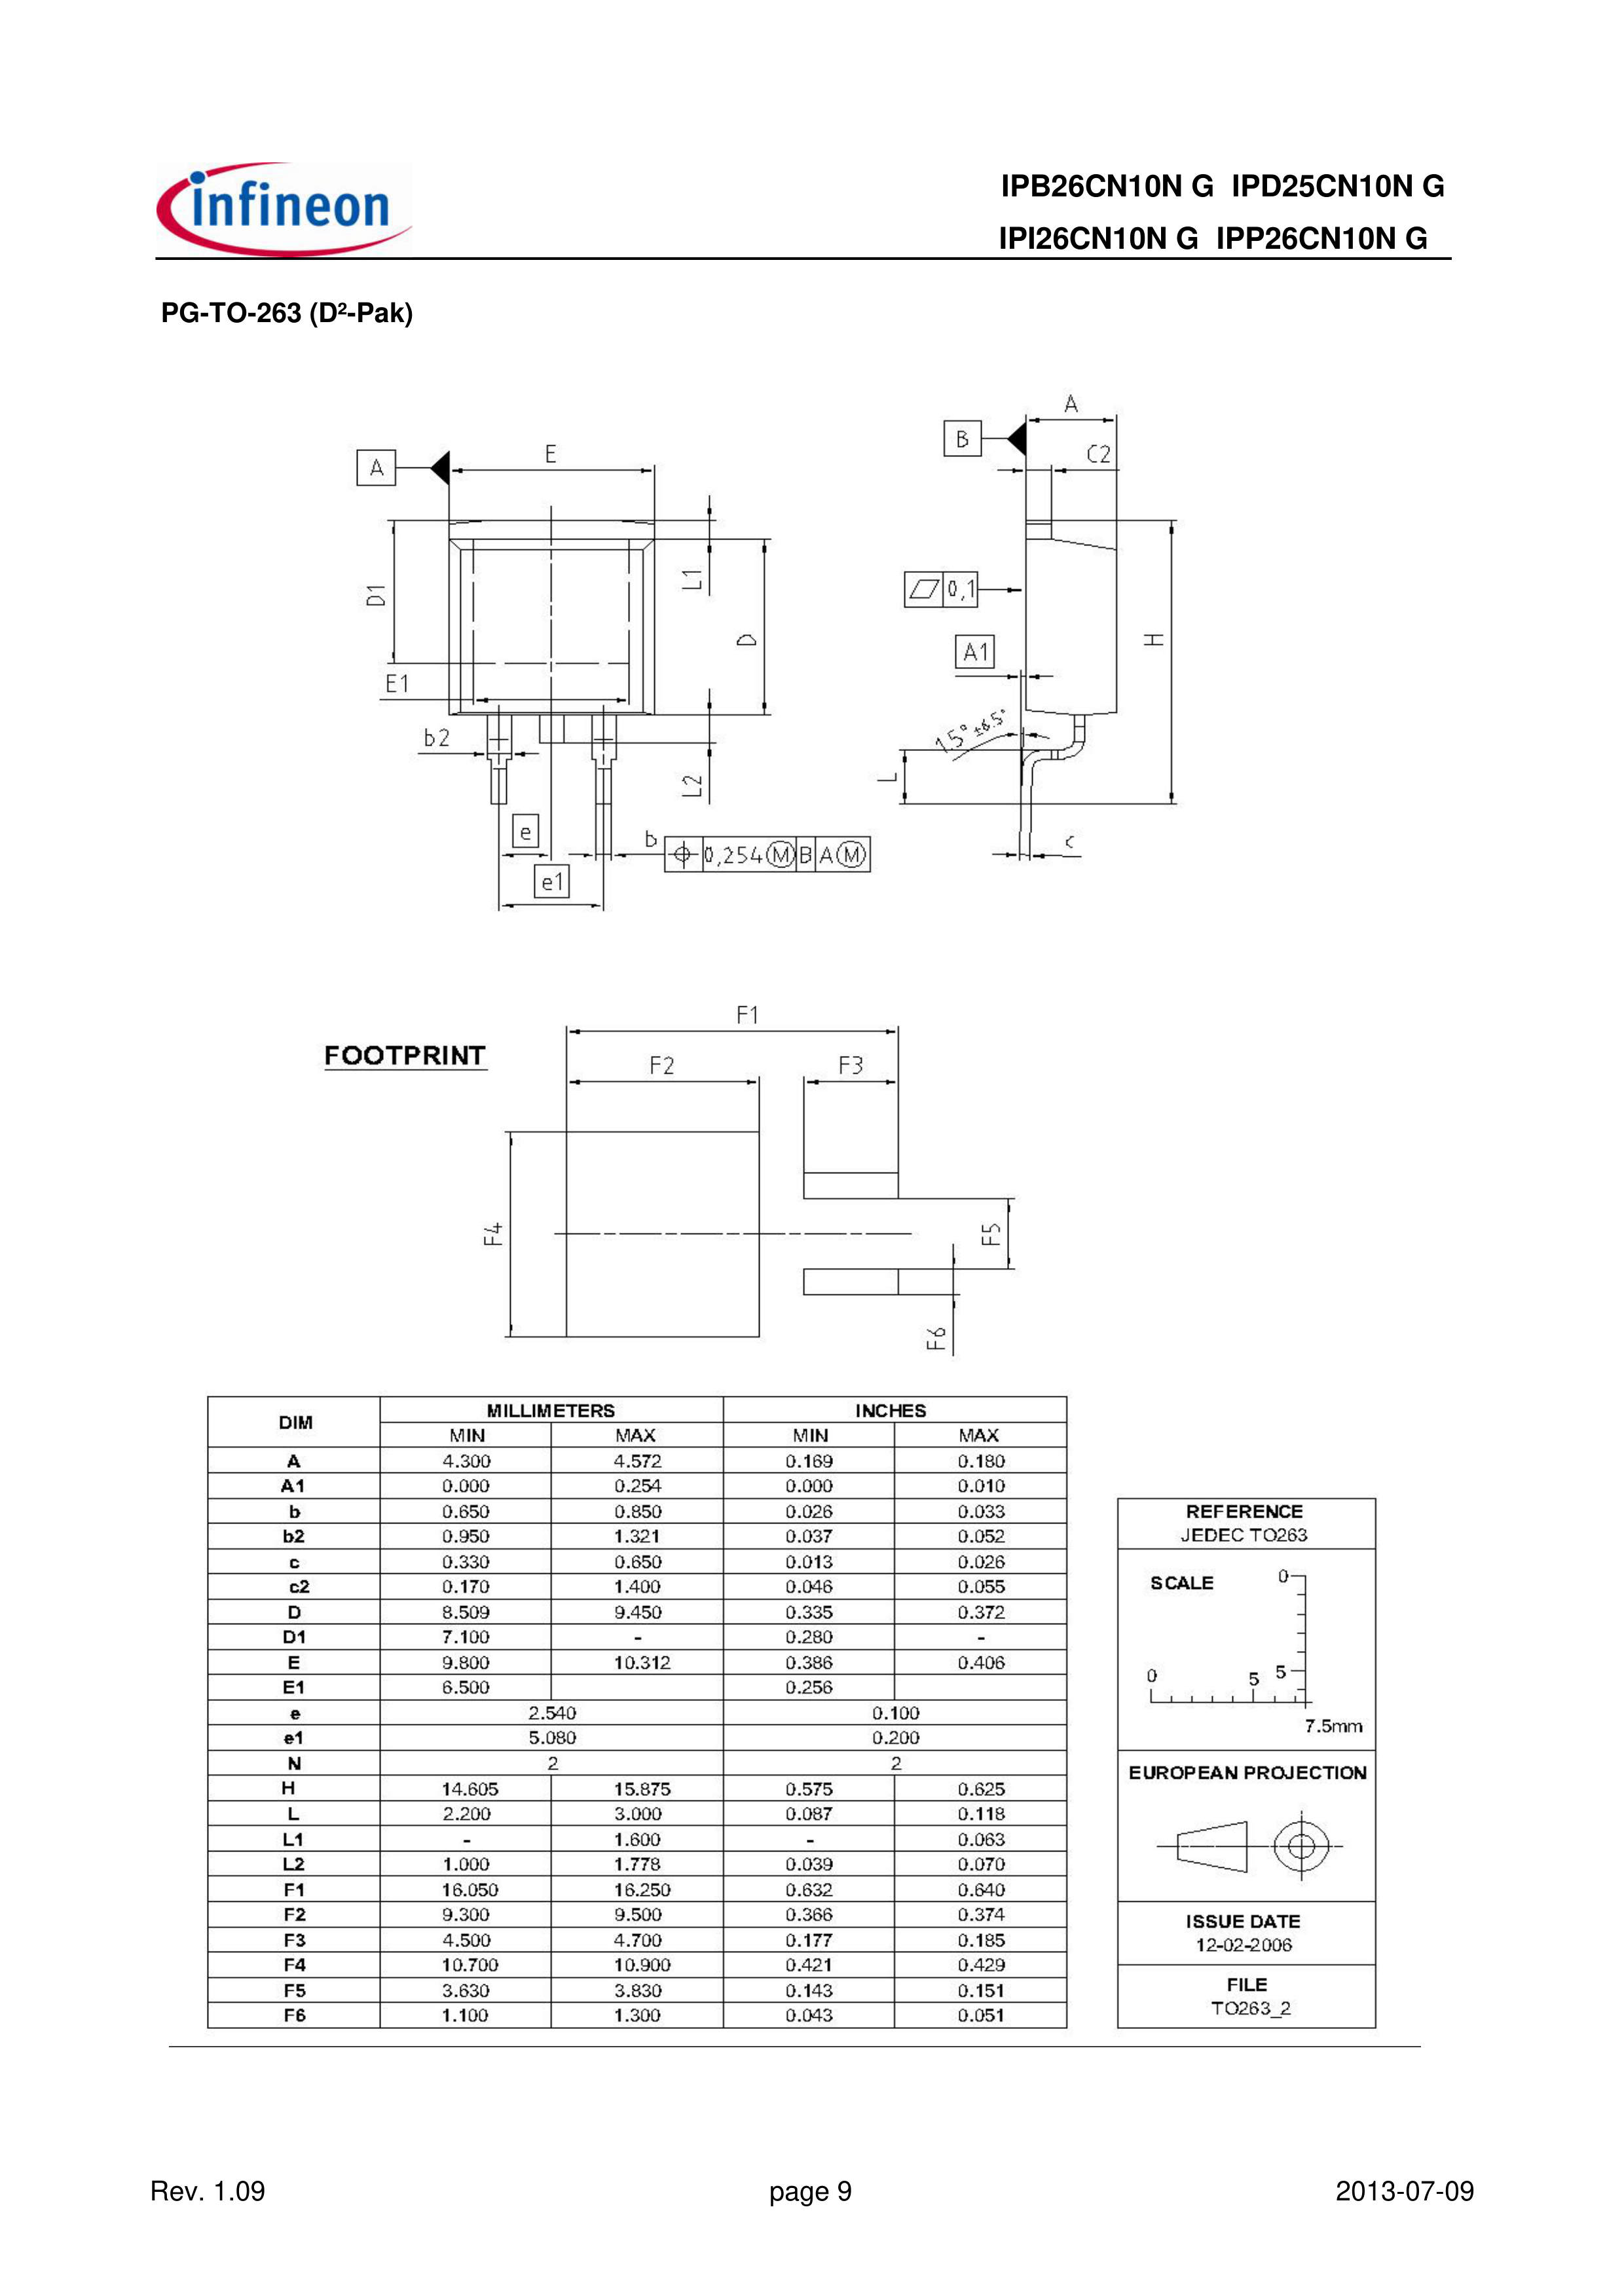 infineon
IPB26CN10N G IPD25CN10N G
IPI26CN10N G IPP26CN10N G
PG-TO-263 (D²-Pak)
A
E
D1
E1
b2
L1
D
L2
e
e1
b
0,254 M B A M
B
A
C2
0,1
A1
H
1.5° ±6.5°
L
c
FOOTPRINT
F1
F2
F3
F4
F5
F6
DIM MILLIMETERS INCHES
MIN MAX MIN MAX
A 4.300 4.572 0.169 0.180
A1 0.000 0.254 0.000 0.010
b 0.650 0.850 0.026 0.033
b2 0.950 1.321 0.037 0.052
c 0.330 0.650 0.013 0.026
c2 0.170 1.400 0.046 0.055
D 8.509 9.450 0.335 0.372
D1 7.100 - 0.280 -
E 9.800 10.312 0.386 0.406
E1 6.500 0.256
e 2.540 0.100
e1 5.080 0.200
N 2 2
H 14.605 15.875 0.575 0.625
L 2.200 3.000 0.087 0.118
L1 - 1.600 - 0.063
L2 1.000 1.778 0.039 0.070
F1 16.050 16.250 0.632 0.640
F2 9.300 9.500 0.366 0.374
F3 4.500 4.700 0.177 0.185
F4 10.700 10.900 0.421 0.429
F5 3.630 3.830 0.143 0.151
F6 1.100 1.300 0.043 0.051
REFERENCE
JEDEC TO263
SCALE
0
0 5 5
7.5mm
EUROPEAN PROJECTION
ISSUE DATE
12-02-2006
FILE
TO263_2
Rev. 1.09 page 9 2013-07-09